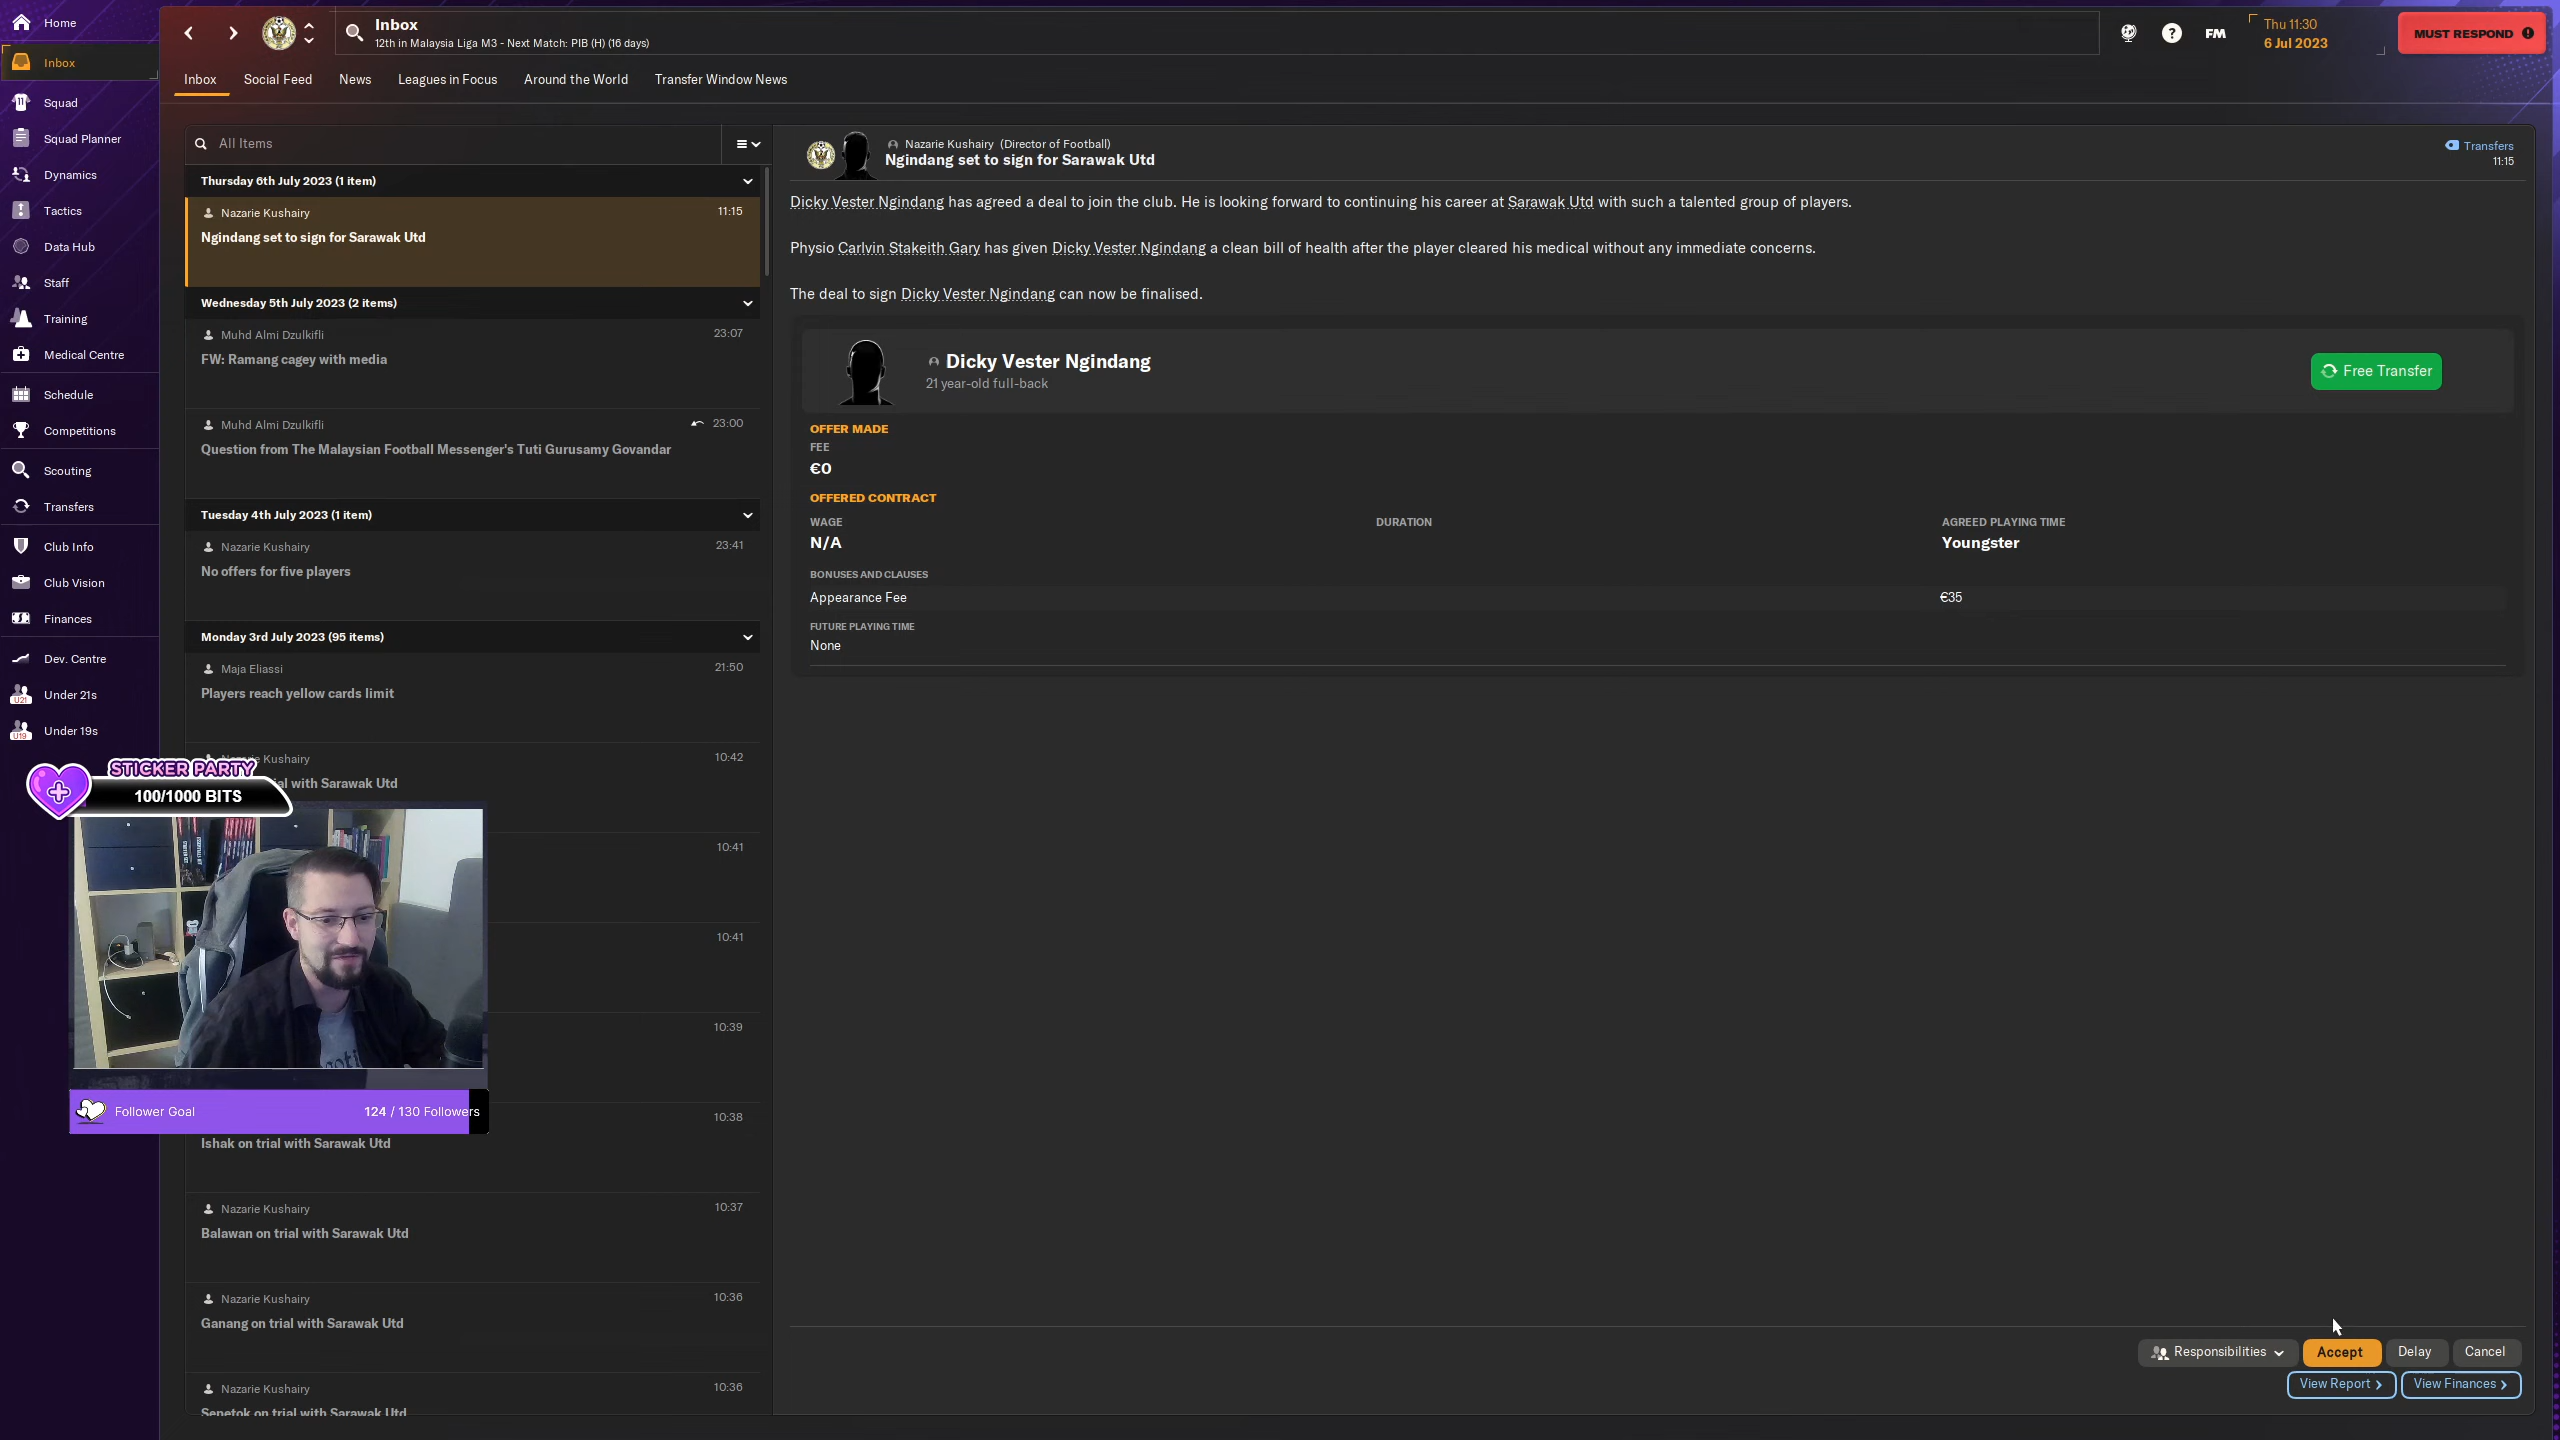 Home
Inbox
Squad
Squad Planner
Dynamics
Tactics
Data Hub
Staff
Training
Medical Centre
Schedule
Competitions
Scouting
Transfers
Club Info
Club Vision
Finances
Dev. Centre
Under 21s
Under 19s
Inbox
12th in Malaysia Liga M3 - Next Match: PIB (H) (16 days)
FM
Thu 11:30
6 Jul 2023
MUST RESPOND
Inbox
Social Feed
News
Leagues in Focus
Around the World
Transfer Window News
All Items
Thursday 6th July 2023 (1 item)
Nazarie Kushairy
11:15
Ngindang set to sign for Sarawak Utd
Wednesday 5th July 2023 (2 items)
Muhd Almi Dzulkifli
23:07
FW: Ramang cagey with media
Muhd Almi Dzulkifli
23:00
Question from The Malaysian Football Messenger's Tuti Gurusamy Govandar
Tuesday 4th July 2023 (1 item)
Nazarie Kushairy
23:41
No offers for five players
Monday 3rd July 2023 (95 items)
Maja Eliassi
21:50
Players reach yellow cards limit
Kushairy
10:42
trial with Sarawak Utd
10:41
10:41
10:39
10:38
Ishak on trial with Sarawak Utd
Nazarie Kushairy
10:37
Balawan on trial with Sarawak Utd
Nazarie Kushairy
10:36
Ganang on trial with Sarawak Utd
Nazarie Kushairy
10:36
Sepetok on trial with Sarawak Utd
STICKER PARTY
100/1000 BITS
Follower Goal
124 / 130 Followers
Nazarie Kushairy (Director of Football)
Ngindang set to sign for Sarawak Utd
Transfers
11:15
Dicky Vester Ngindang has agreed a deal to join the club. He is looking forward to continuing his career at Sarawak Utd with such a talented group of players.
Physio Carlvin Stakeith Gary has given Dicky Vester Ngindang a clean bill of health after the player cleared his medical without any immediate concerns.
The deal to sign Dicky Vester Ngindang can now be finalised.
Dicky Vester Ngindang
21 year-old full-back
Free Transfer
OFFER MADE
FEE
€0
OFFERED CONTRACT
WAGE
DURATION
AGREED PLAYING TIME
N/A
Youngster
BONUSES AND CLAUSES
Appearance Fee
€35
FUTURE PLAYING TIME
None
Responsibilities
Accept
Delay
Cancel
View Report
View Finances